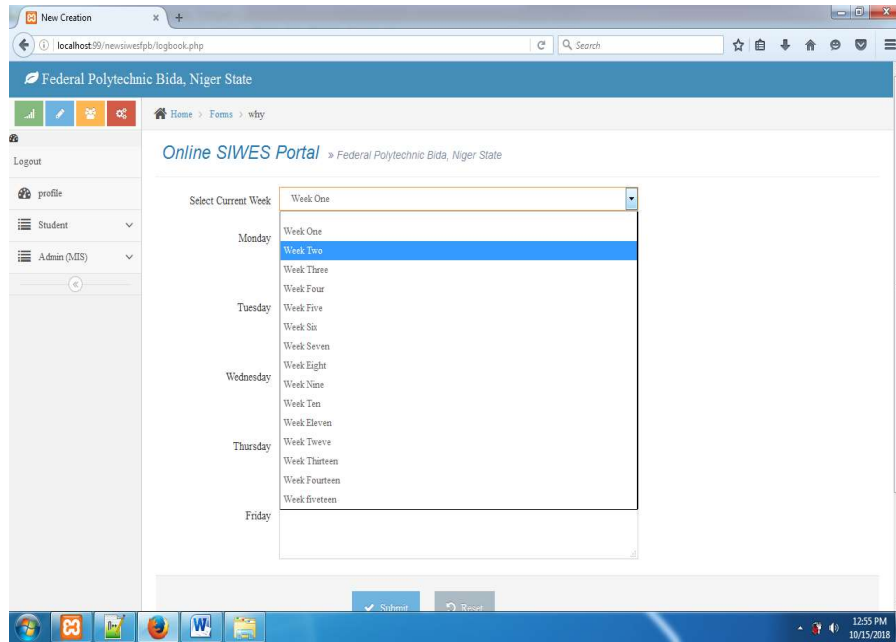 New Creation
localhost:99/newsiwesfpb/logbook.php
Search
Federal Polytechnic Bida, Niger State
Home > Forms > why
Online SIWES Portal » Federal Polytechnic Bida, Niger State
Logout
profile
Student
Admin (MIS)
Select Current Week Week One
Monday
Week One
Week Two
Week Three
Week Four
Tuesday Week Five
Week Six
Week Seven
Week Eight
Wednesday
Week Nine
Week Ten
Week Eleven
Thursday Week Tweve
Week Thirteen
Week Fourteen
Week fiveteen
Friday
Submit Reset
12:55 PM
10/15/2018